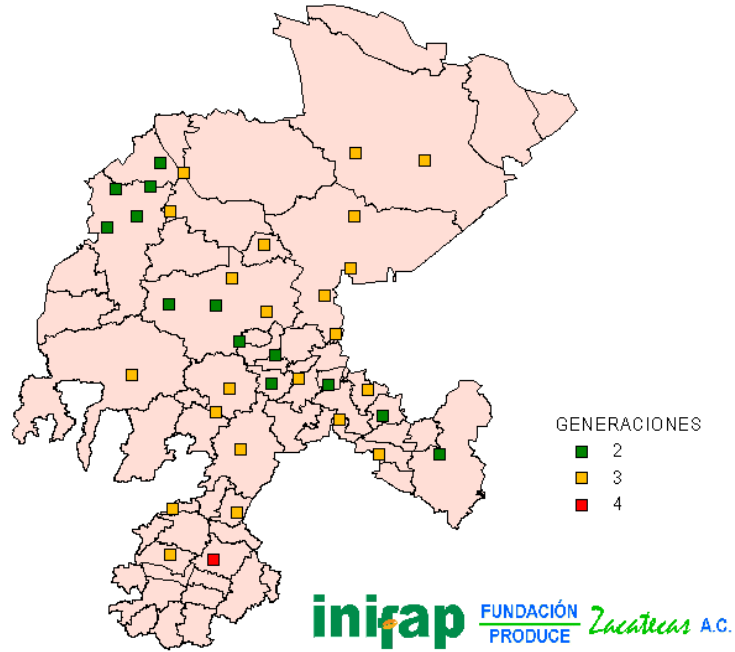 GENERACIONES
2
3
4
inifap
FUNDACIÓN
PRODUCE
Zacatecas A.C.